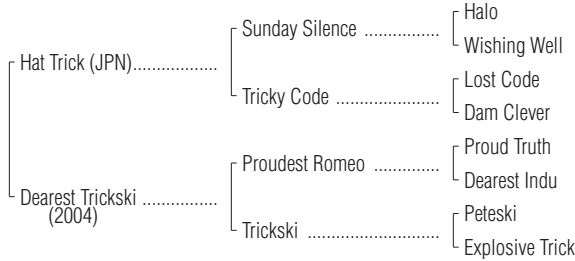 Halo
Sunday Silence ................
Wishing Well
Hat Trick (JPN)..................
Lost Code
Tricky Code ......................
Dam Clever
Proud Truth
Proudest Romeo ..............
Dearest Indu
Dearest Trickski ................
(2004)
Peteski
Trickski ............................
Explosive Trick